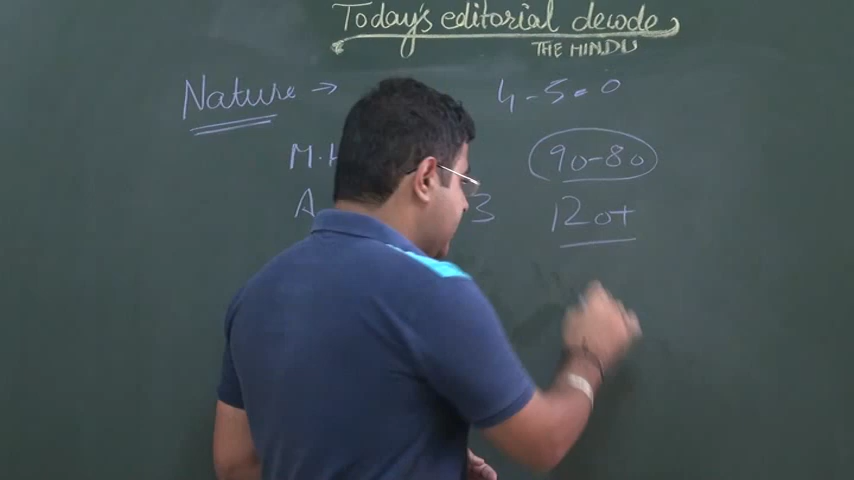 Today's editorial decode
THE HINDU
Nature → 4-5.0
M.H 90-80
A 3 120+